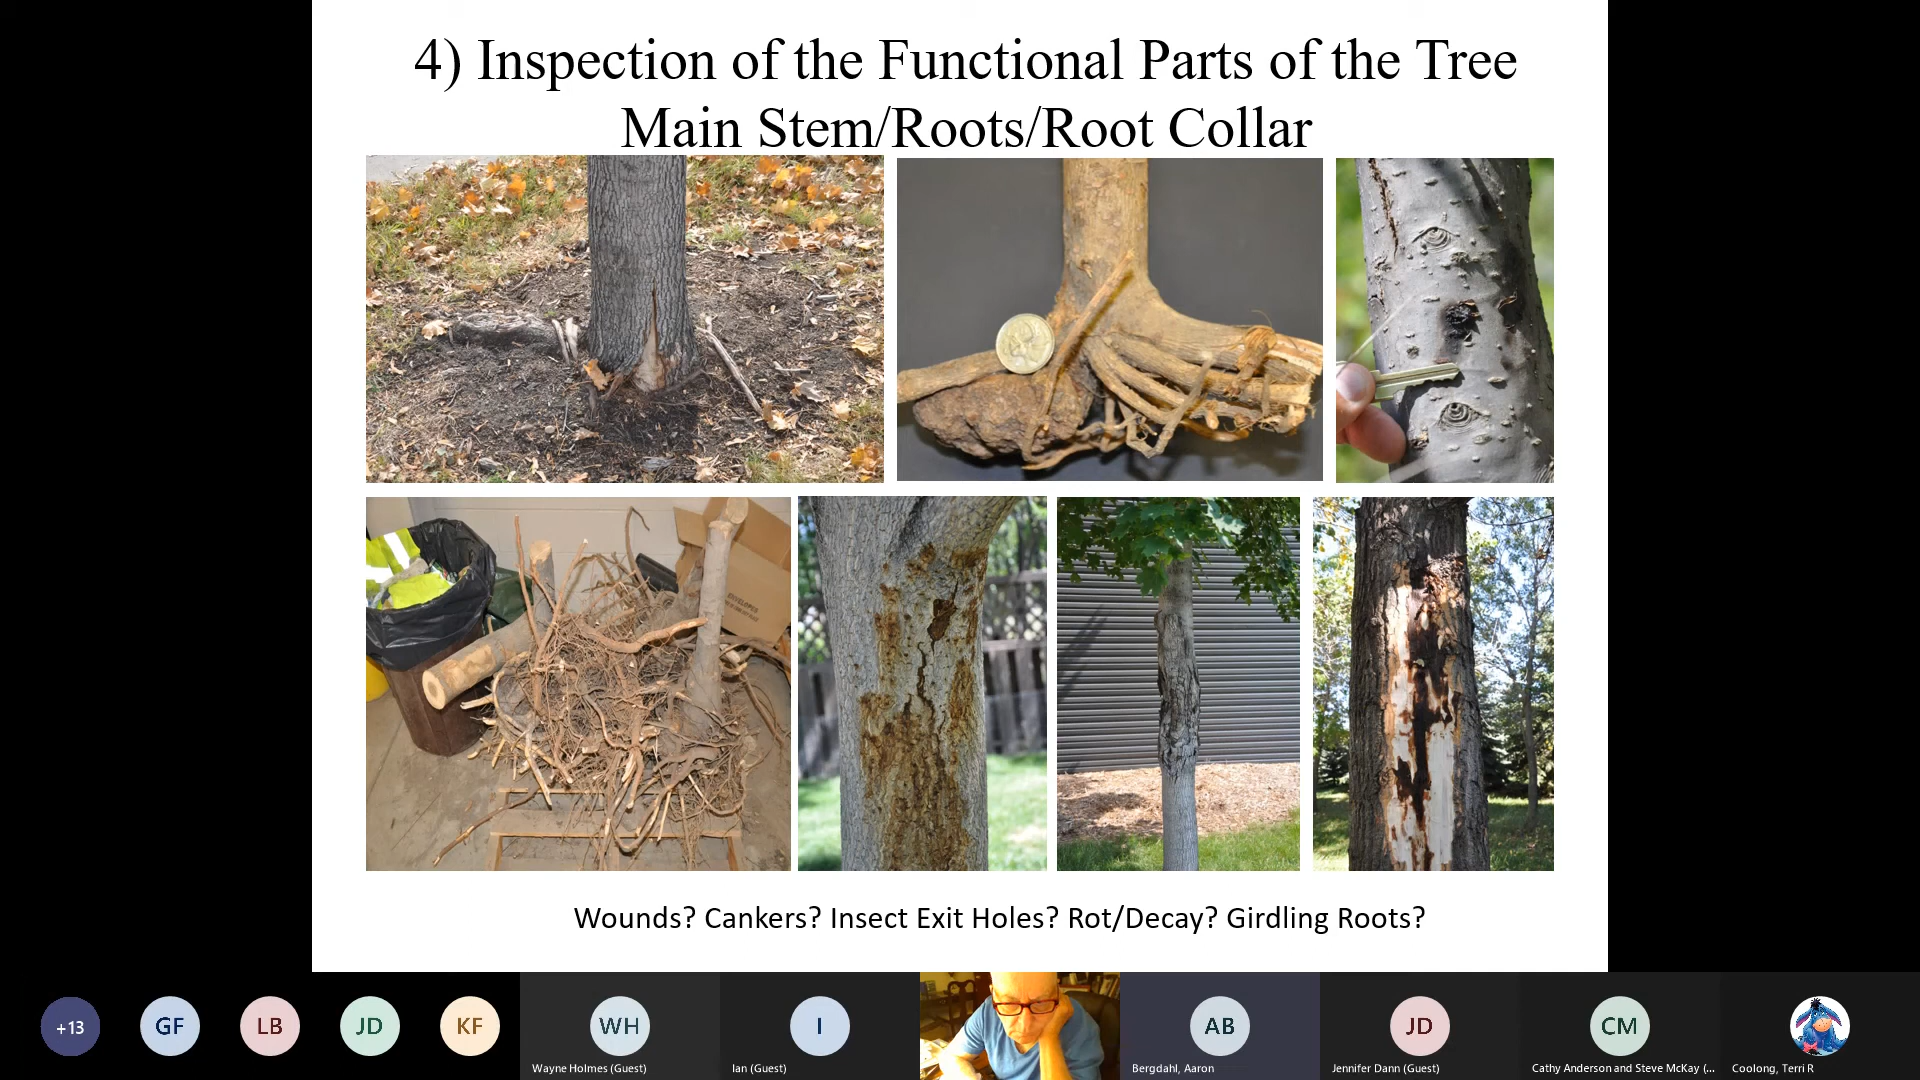 4) Inspection of the Functional Parts of the Tree
Main Stem/Roots/Root Collar
Wounds? Cankers? Insect Exit Holes? Rot/Decay? Girdling Roots?
+13
GF
LB
JD
KF
WH
Wayne Holmes (Guest)
I
Ian (Guest)
AB
Bergdahl, Aaron
JD
Jennifer Dann (Guest)
CM
Cathy Anderson and Steve McKay (...
Coolong, Terri R